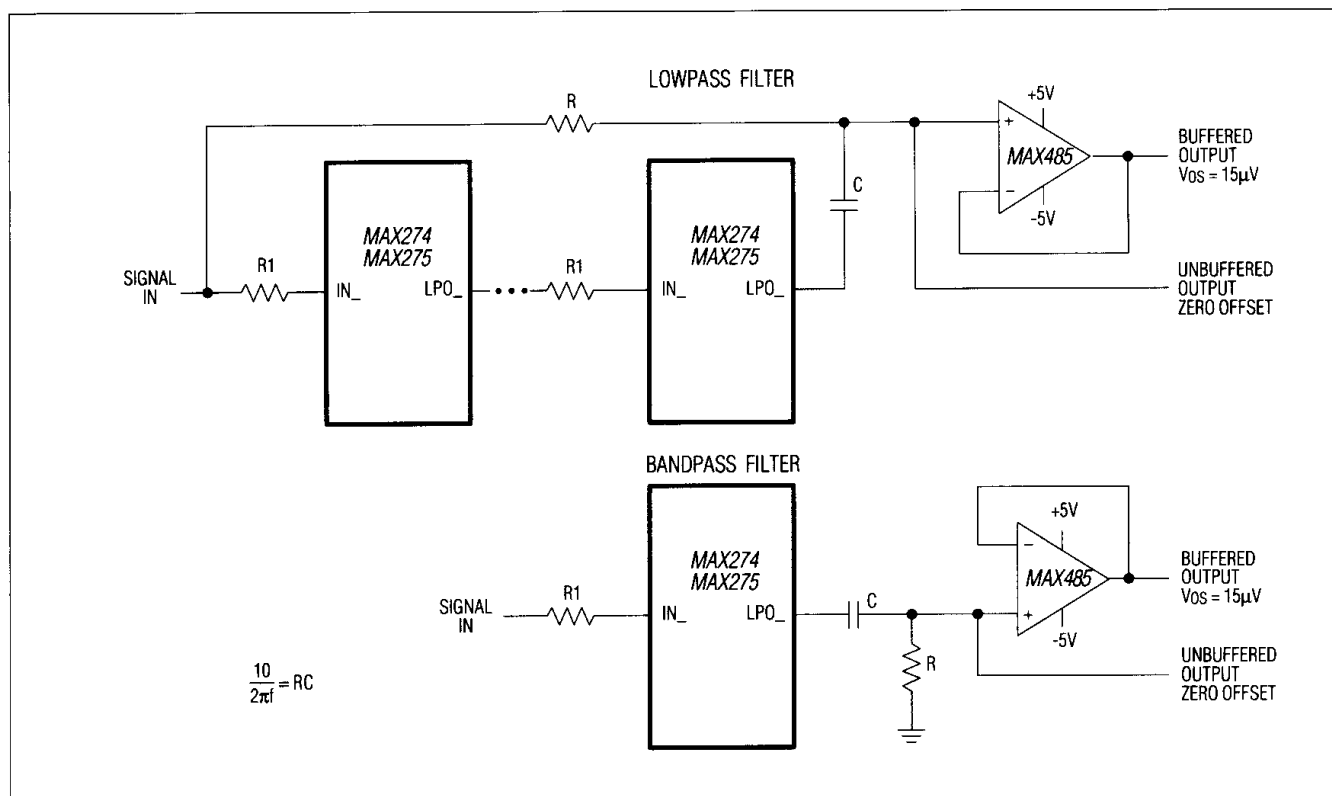 LOWPASS FILTER
R
+5V
+
MAX485
-
-5V
BUFFERED
OUTPUT
VOS = 15μV
C
MAX274
MAX275
MAX274
MAX275
SIGNAL
IN
R1
IN_
LPO_
R1
IN_
LPO_
UNBUFFERED
OUTPUT
ZERO OFFSET
BANDPASS FILTER
MAX274
MAX275
SIGNAL
IN
R1
IN_
LPO_
C
R
+5V
-
MAX485
+
-5V
BUFFERED
OUTPUT
VOS = 15μV
UNBUFFERED
OUTPUT
ZERO OFFSET
10
2πf
= RC